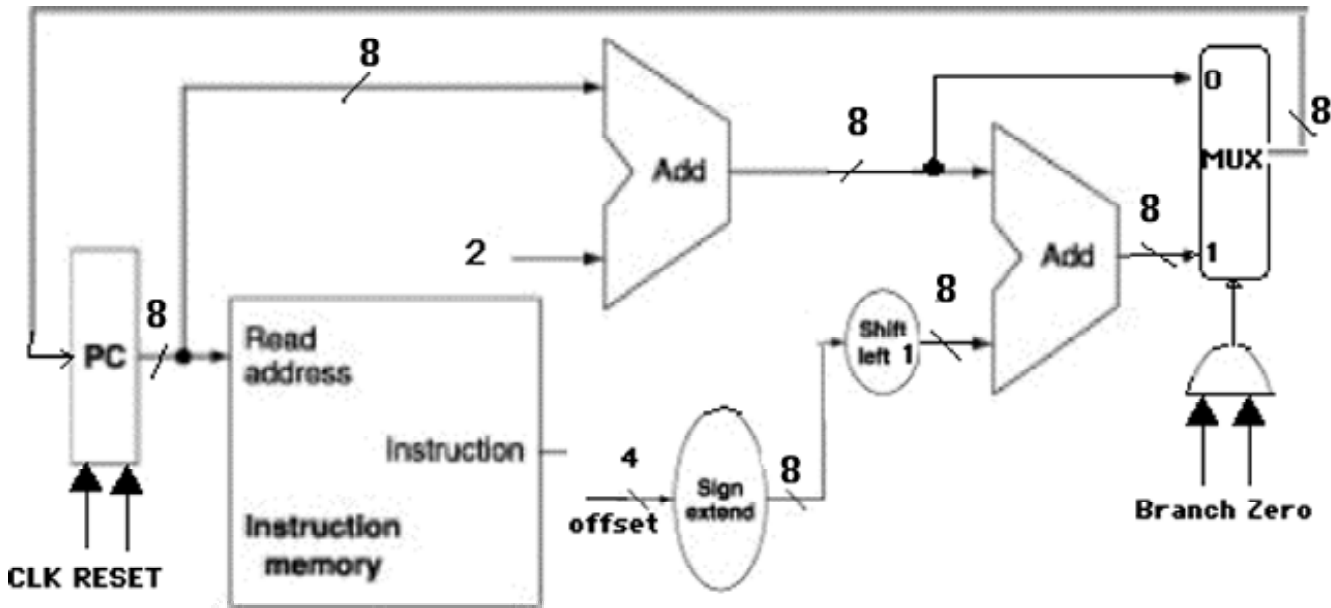 8
8
8
0
MUX
Add
8
2
Add
1
8
8
PC
Read
address
Shift
left 1
8
Instruction
4
8
Sign
extend
offset
Branch Zero
Instruction
memory
CLK RESET